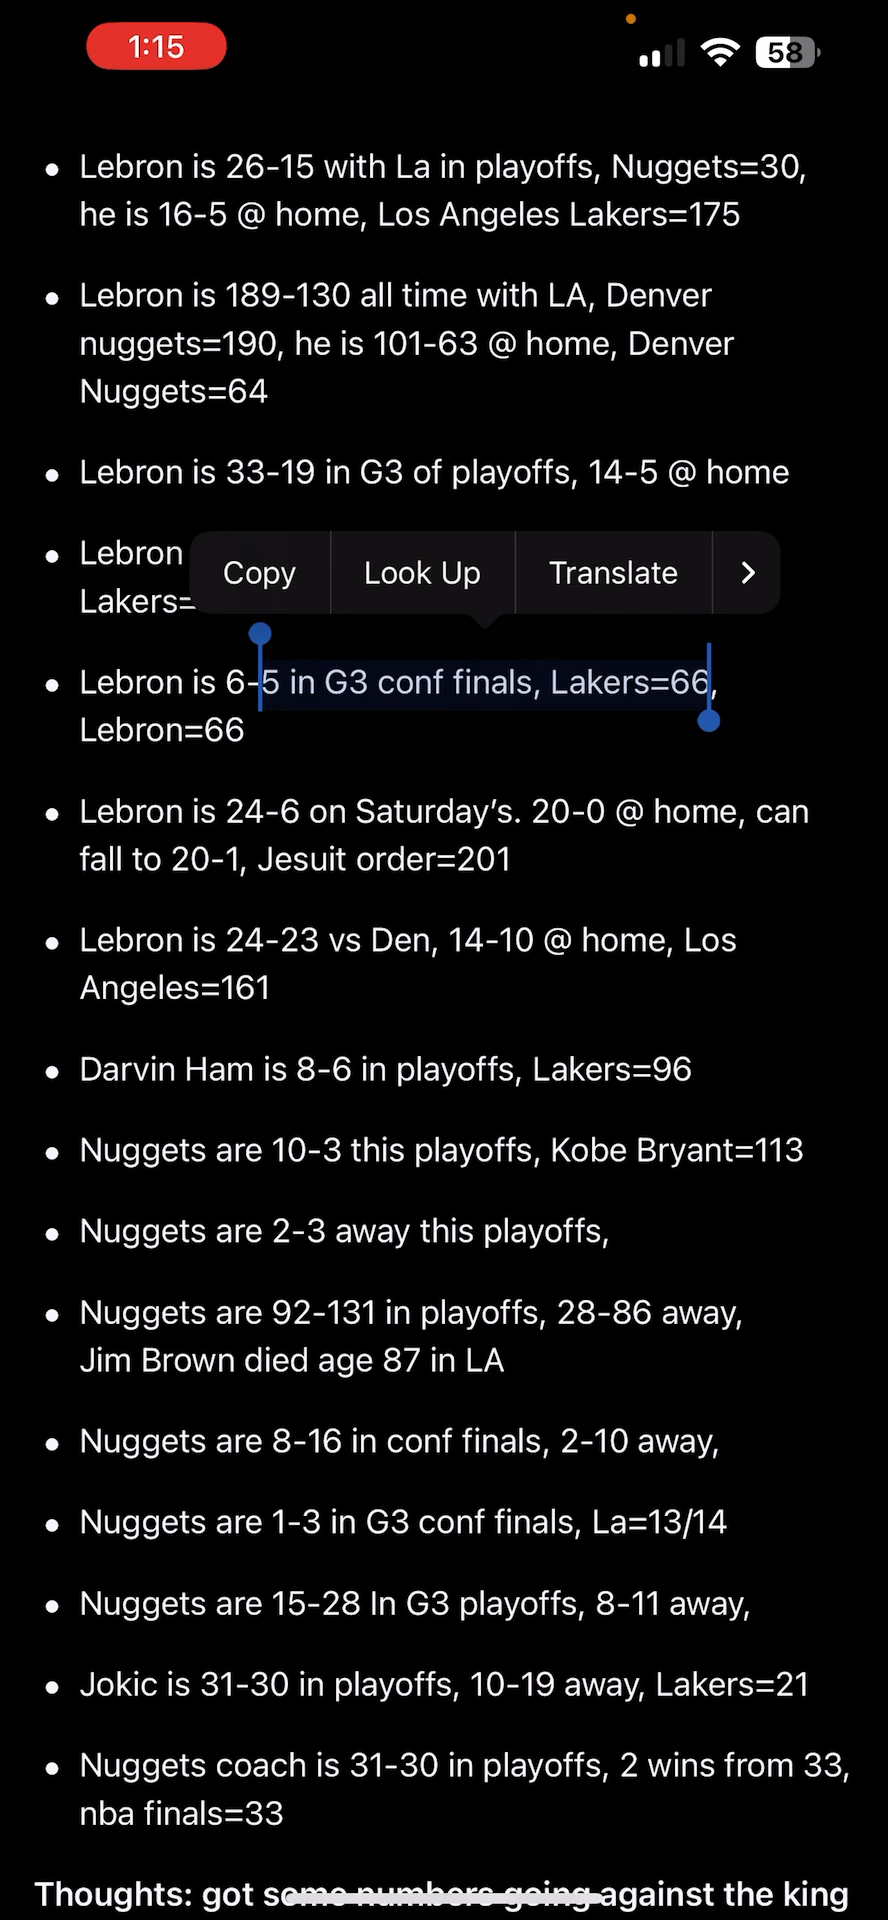 1:15
58
• Lebron is 26-15 with La in playoffs, Nuggets=30,
he is 16-5 @ home, Los Angeles Lakers=175
• Lebron is 189-130 all time with LA, Denver
nuggets=190, he is 101-63 @ home, Denver
Nuggets=64
• Lebron is 33-19 in G3 of playoffs, 14-5 @ home
• Lebron
Lakers=
Copy Look Up Translate
• Lebron is 6-5 in G3 conf finals, Lakers=66,
Lebron=66
• Lebron is 24-6 on Saturday’s. 20-0 @ home, can
fall to 20-1, Jesuit order=201
• Lebron is 24-23 vs Den, 14-10 @ home, Los
Angeles=161
• Darvin Ham is 8-6 in playoffs, Lakers=96
• Nuggets are 10-3 this playoffs, Kobe Bryant=113
• Nuggets are 2-3 away this playoffs,
• Nuggets are 92-131 in playoffs, 28-86 away,
Jim Brown died age 87 in LA
• Nuggets are 8-16 in conf finals, 2-10 away,
• Nuggets are 1-3 in G3 conf finals, La=13/14
• Nuggets are 15-28 In G3 playoffs, 8-11 away,
• Jokic is 31-30 in playoffs, 10-19 away, Lakers=21
• Nuggets coach is 31-30 in playoffs, 2 wins from 33,
nba finals=33
Thoughts: got some numbers going against the king